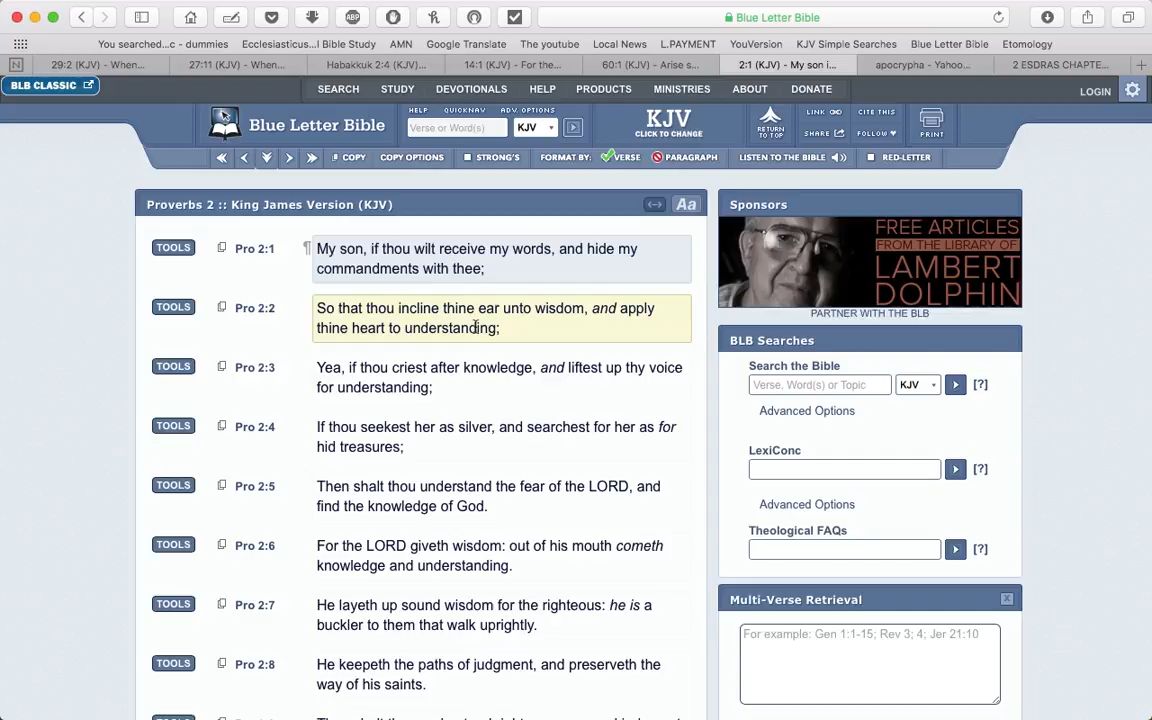 Blue Letter Bible
You searched...c - dummies
Ecclesiasticus....l Bible Study
AMN
Google Translate
The youtube
Local News
L.PAYMENT
YouVersion
KJV Simple Searches
Blue Letter Bible
Etomology
29:2 (KJV) - When...
27:11 (KJV) - When...
Habakkuk 2:4 (KJV)...
14:1 (KJV) - For the...
60:1 (KJV) - Arise s...
2:1 (KJV) - My son i...
apocrypha - Yahoo...
2 ESDRAS CHAPTE...
BLB CLASSIC
SEARCH
STUDY
DEVOTIONALS
HELP
PRODUCTS
MINISTRIES
ABOUT
DONATE
LOGIN
Blue Letter Bible
HELP
QUICKNAV
ADV. OPTIONS
Verse or Word(s)
KJV
KJV
CLICK TO CHANGE
RETURN
TO TOP
LINK
CITE THIS
SHARE
FOLLOW
PRINT
COPY
COPY OPTIONS
STRONG'S
FORMAT BY:
VERSE
PARAGRAPH
LISTEN TO THE BIBLE
RED-LETTER
Proverbs 2 :: King James Version (KJV)
Aa
TOOLS
Pro 2:1
¶ My son, if thou wilt receive my words, and hide my
commandments with thee;
TOOLS
Pro 2:2
So that thou incline thine ear unto wisdom, and apply
thine heart to understanding;
TOOLS
Pro 2:3
Yea, if thou criest after knowledge, and liftest up thy voice
for understanding;
TOOLS
Pro 2:4
If thou seekest her as silver, and searchest for her as for
hid treasures;
TOOLS
Pro 2:5
Then shalt thou understand the fear of the LORD, and
find the knowledge of God.
TOOLS
Pro 2:6
For the LORD giveth wisdom: out of his mouth cometh
knowledge and understanding.
TOOLS
Pro 2:7
He layeth up sound wisdom for the righteous: he is a
buckler to them that walk uprightly.
TOOLS
Pro 2:8
He keepeth the paths of judgment, and preserveth the
way of his saints.
Sponsors
FREE ARTICLES
FROM THE LIBRARY OF
LAMBERT
DOLPHIN
PARTNER WITH THE BLB
BLB Searches
Search the Bible
Verse, Word(s) or Topic
KJV
[?]
Advanced Options
LexiConc
[?]
Advanced Options
Theological FAQs
[?]
Multi-Verse Retrieval
For example: Gen 1:1-15; Rev 3; 4; Jer 21:10